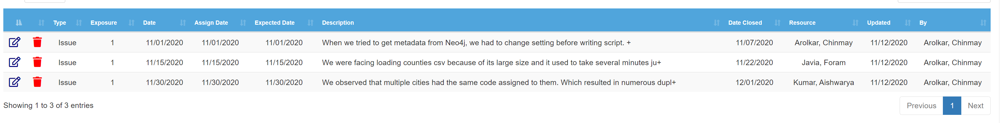 Type Exposure Date Assign Date Expected Date Description Date Closed Resource Updated By
Issue 1 11/01/2020 11/01/2020 11/01/2020 When we tried to get metadata from Neo4j, we had to change setting before writing script. + 11/07/2020 Arolkar, Chinmay 11/12/2020 Arolkar, Chinmay
Issue 1 11/15/2020 11/15/2020 11/15/2020 We were facing loading counties csv because of its large size and it used to take several minutes ju+ 11/22/2020 Javia, Foram 11/12/2020 Arolkar, Chinmay
Issue 1 11/30/2020 11/30/2020 11/30/2020 We observed that multiple cities had the same code assigned to them. Which resulted in numerous dupl+ 12/01/2020 Kumar, Aishwarya 11/12/2020 Arolkar, Chinmay
Showing 1 to 3 of 3 entries Previous 1 Next